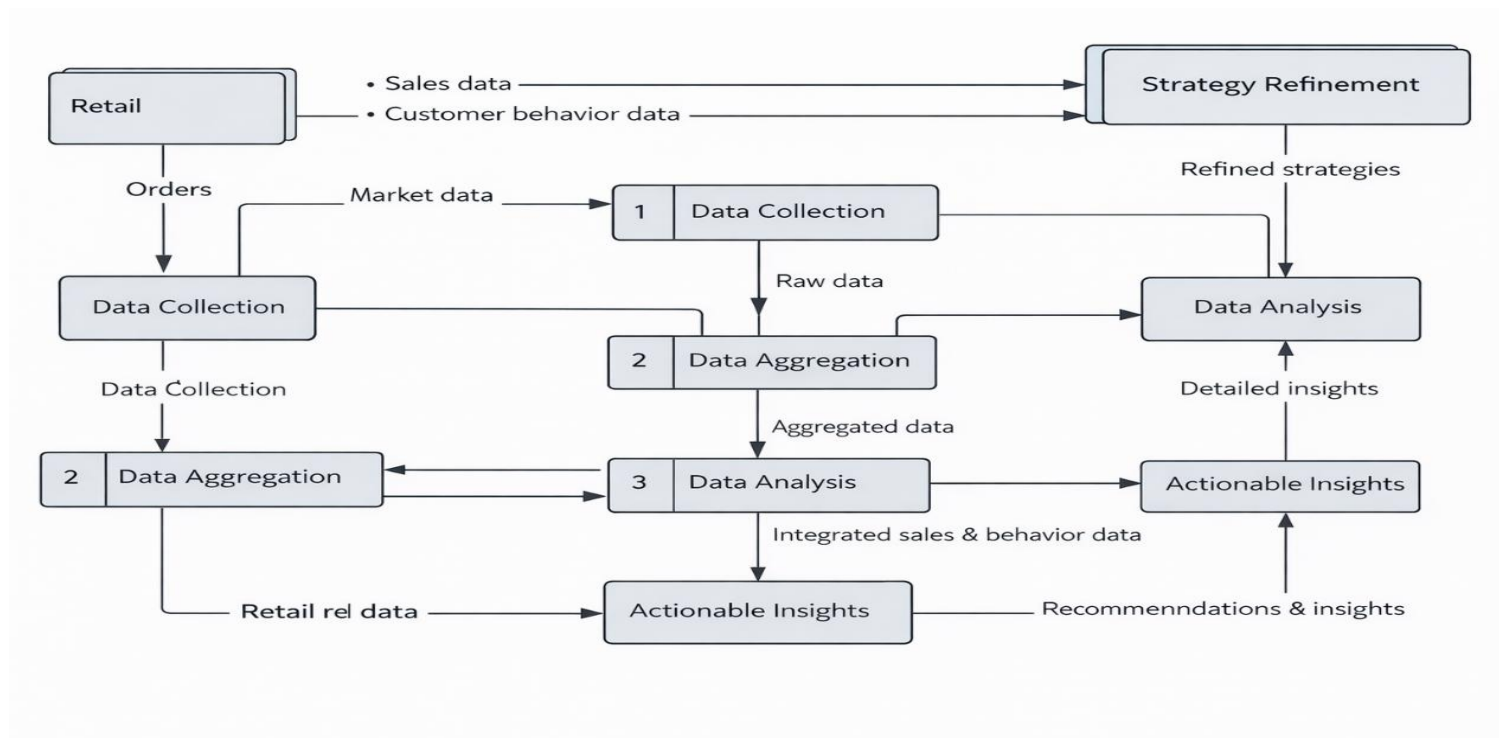 • Sales data
Strategy Refinement
Retail
• Customer behavior data
Refined strategies
Orders
Market data
1 Data Collection
Raw data
Data Collection
Data Analysis
2 Data Aggregation
Data Collection
Detailed insights
Aggregated data
2 Data Aggregation
3 Data Analysis
Actionable Insights
Integrated sales & behavior data
Retail rel data
Actionable Insights
Recommenndations & insights